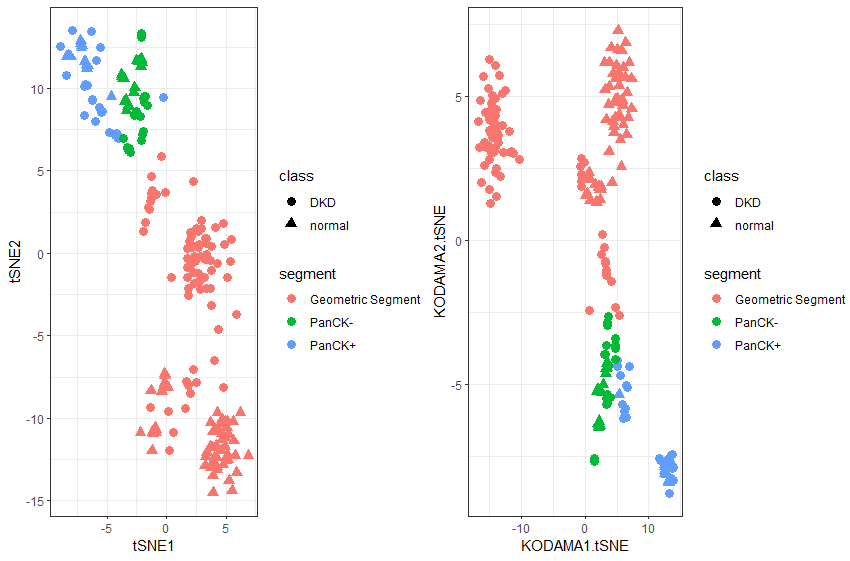 tSNE2
10
5
0
-5
-10
-15
-5
0
5
tSNE1
class
DKD
normal
segment
Geometric Segment
PanCK-
PanCK+
KODAMA2.tSNE
5
0
-5
-10
0
10
KODAMA1.tSNE
class
DKD
normal
segment
Geometric Segment
PanCK-
PanCK+